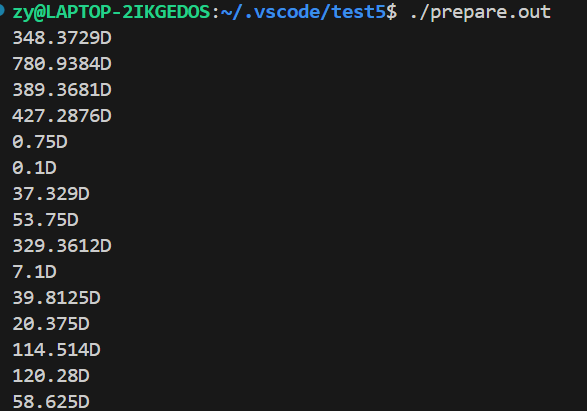 zy@LAPTOP-2IKGEDOS:~/.vscode/test5$ ./prepare.out
348.3729D
780.9384D
389.3681D
427.2876D
0.75D
0.1D
37.329D
53.75D
329.3612D
7.1D
39.8125D
20.375D
114.514D
120.28D
58.625D